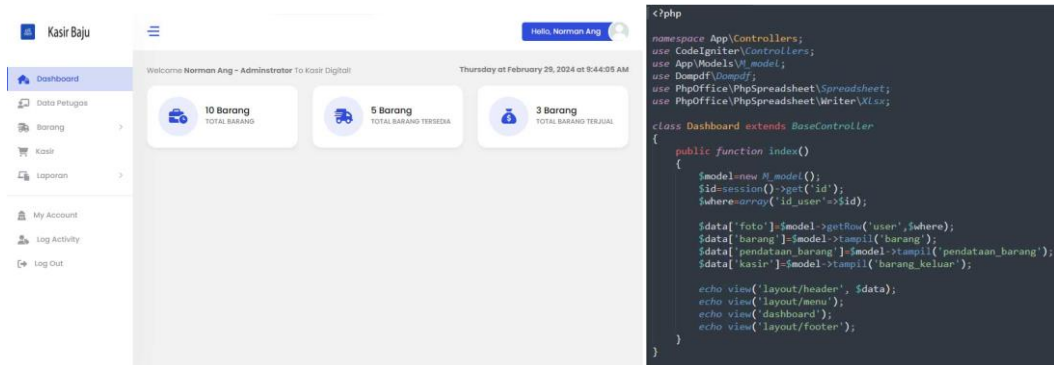 Kasir Baju
Hello, Norman Ang
Dashboard
Data Petugas
Barang
Kasir
Laporan
My Account
Log Activity
Log Out
Welcome Norman Ang - Adminstrator To Kasir Digital!
Thursday at February 29, 2024 at 9:44:05 AM
10 Barang
TOTAL BARANG
5 Barang
TOTAL BARANG TERSEDIA
3 Barang
TOTAL BARANG TERJUAL
<?php
namespace App\Controllers;
use CodeIgniter\Controllers;
use App\Models\M_model;
use Dompdf\Dompdf;
use PhpOffice\PhpSpreadsheet\Spreadsheet;
use PhpOffice\PhpSpreadsheet\Writer\Xlsx;
class Dashboard extends BaseController
{
public function index()
{
$model=new M_model();
$id=session()->get('id');
$where=array('id_user'=>$id);
$data['foto']=$model->getRow('user',$where);
$data['barang']=$model->tampil('barang');
$data['pendataan_barang']=$model->tampil('pendataan_barang');
$data['kasir']=$model->tampil('barang_keluar');
echo view('layout/header', $data);
echo view('layout/menu');
echo view('dashboard');
echo view('layout/footer');
}
}